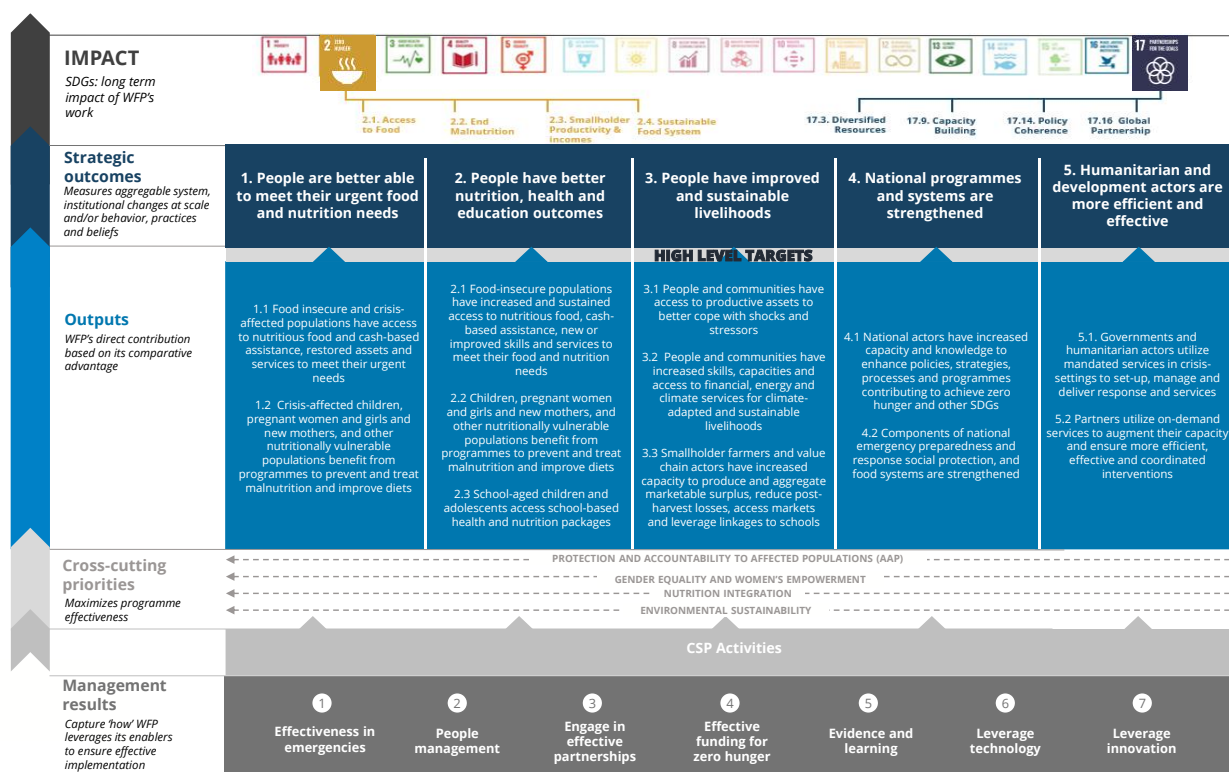 IMPACT
SDGs: long term
impact of WFP's
work
1
2 ZERO
HUNGER
3
4
5
13
17 PARTNERSHIPS
FOR THE GOALS
2.1. Access
to Food
2.2. End
Malnutrition
2.3. Smallholder
Productivity &
incomes
2.4. Sustainable
Food System
17.3. Diversified
Resources
17.9. Capacity
Building
17.14. Policy
Coherence
17.16 Global
Partnership
Strategic
outcomes
Measures aggregable system,
institutional changes at scale
and/or behavior, practices
and beliefs
1. People are better able
to meet their urgent food
and nutrition needs
2. People have better
nutrition, health and
education outcomes
3. People have improved
and sustainable
livelihoods
4. National programmes
and systems are
strengthened
5. Humanitarian and
development actors are
more efficient and
effective
HIGH LEVEL TARGETS
Outputs
WFP's direct contribution
based on its comparative
advantage
1.1 Food insecure and crisis-
affected populations have access
to nutritious food and cash-based
assistance, restored assets and
services to meet their urgent
needs
1.2 Crisis-affected children,
pregnant women and girls and
new mothers, and other
nutritionally vulnerable
populations benefit from
programmes to prevent and treat
malnutrition and improve diets
2.1 Food-insecure populations
have increased and sustained
access to nutritious food, cash-
based assistance, new or
improved skills and services to
meet their food and nutrition
needs
2.2 Children, pregnant women
and girls and new mothers, and
other nutritionally vulnerable
populations benefit from
programmes to prevent and treat
malnutrition and improve diets
2.3 School-aged children and
adolescents access school-based
health and nutrition packages
3.1 People and communities have
access to productive assets to
better cope with shocks and
stressors
3.2 People and communities have
increased skills, capacities and
access to financial, energy and
climate services for climate-
adapted and sustainable
livelihoods
3.3 Smallholder farmers and value
chain actors have increased
capacity to produce and aggregate
marketable surplus, reduce post-
harvest losses, access markets
and leverage linkages to schools
4.1 National actors have increased
capacity and knowledge to
enhance policies, strategies,
processes and programmes
contributing to achieve zero
hunger and other SDGs
4.2 Components of national
emergency preparedness and
response social protection, and
food systems are strengthened
5.1. Governments and
humanitarian actors utilize
mandated services in crisis-
settings to set-up, manage and
deliver response and services
5.2 Partners utilize on-demand
services to augment their capacity
and ensure more efficient,
effective and coordinated
interventions
Cross-cutting
priorities
Maximizes programme
effectiveness
PROTECTION AND ACCOUNTABILITY TO AFFECTED POPULATIONS (AAP)
GENDER EQUALITY AND WOMEN'S EMPOWERMENT
NUTRITION INTEGRATION
ENVIRONMENTAL SUSTAINABILITY
CSP Activities
Management
results
Capture 'how' WFP
leverages its enablers
to ensure effective
implementation
1
Effectiveness in
emergencies
2
People
management
3
Engage in
effective
partnerships
4
Effective
funding for
zero hunger
5
Evidence and
learning
6
Leverage
technology
7
Leverage
innovation